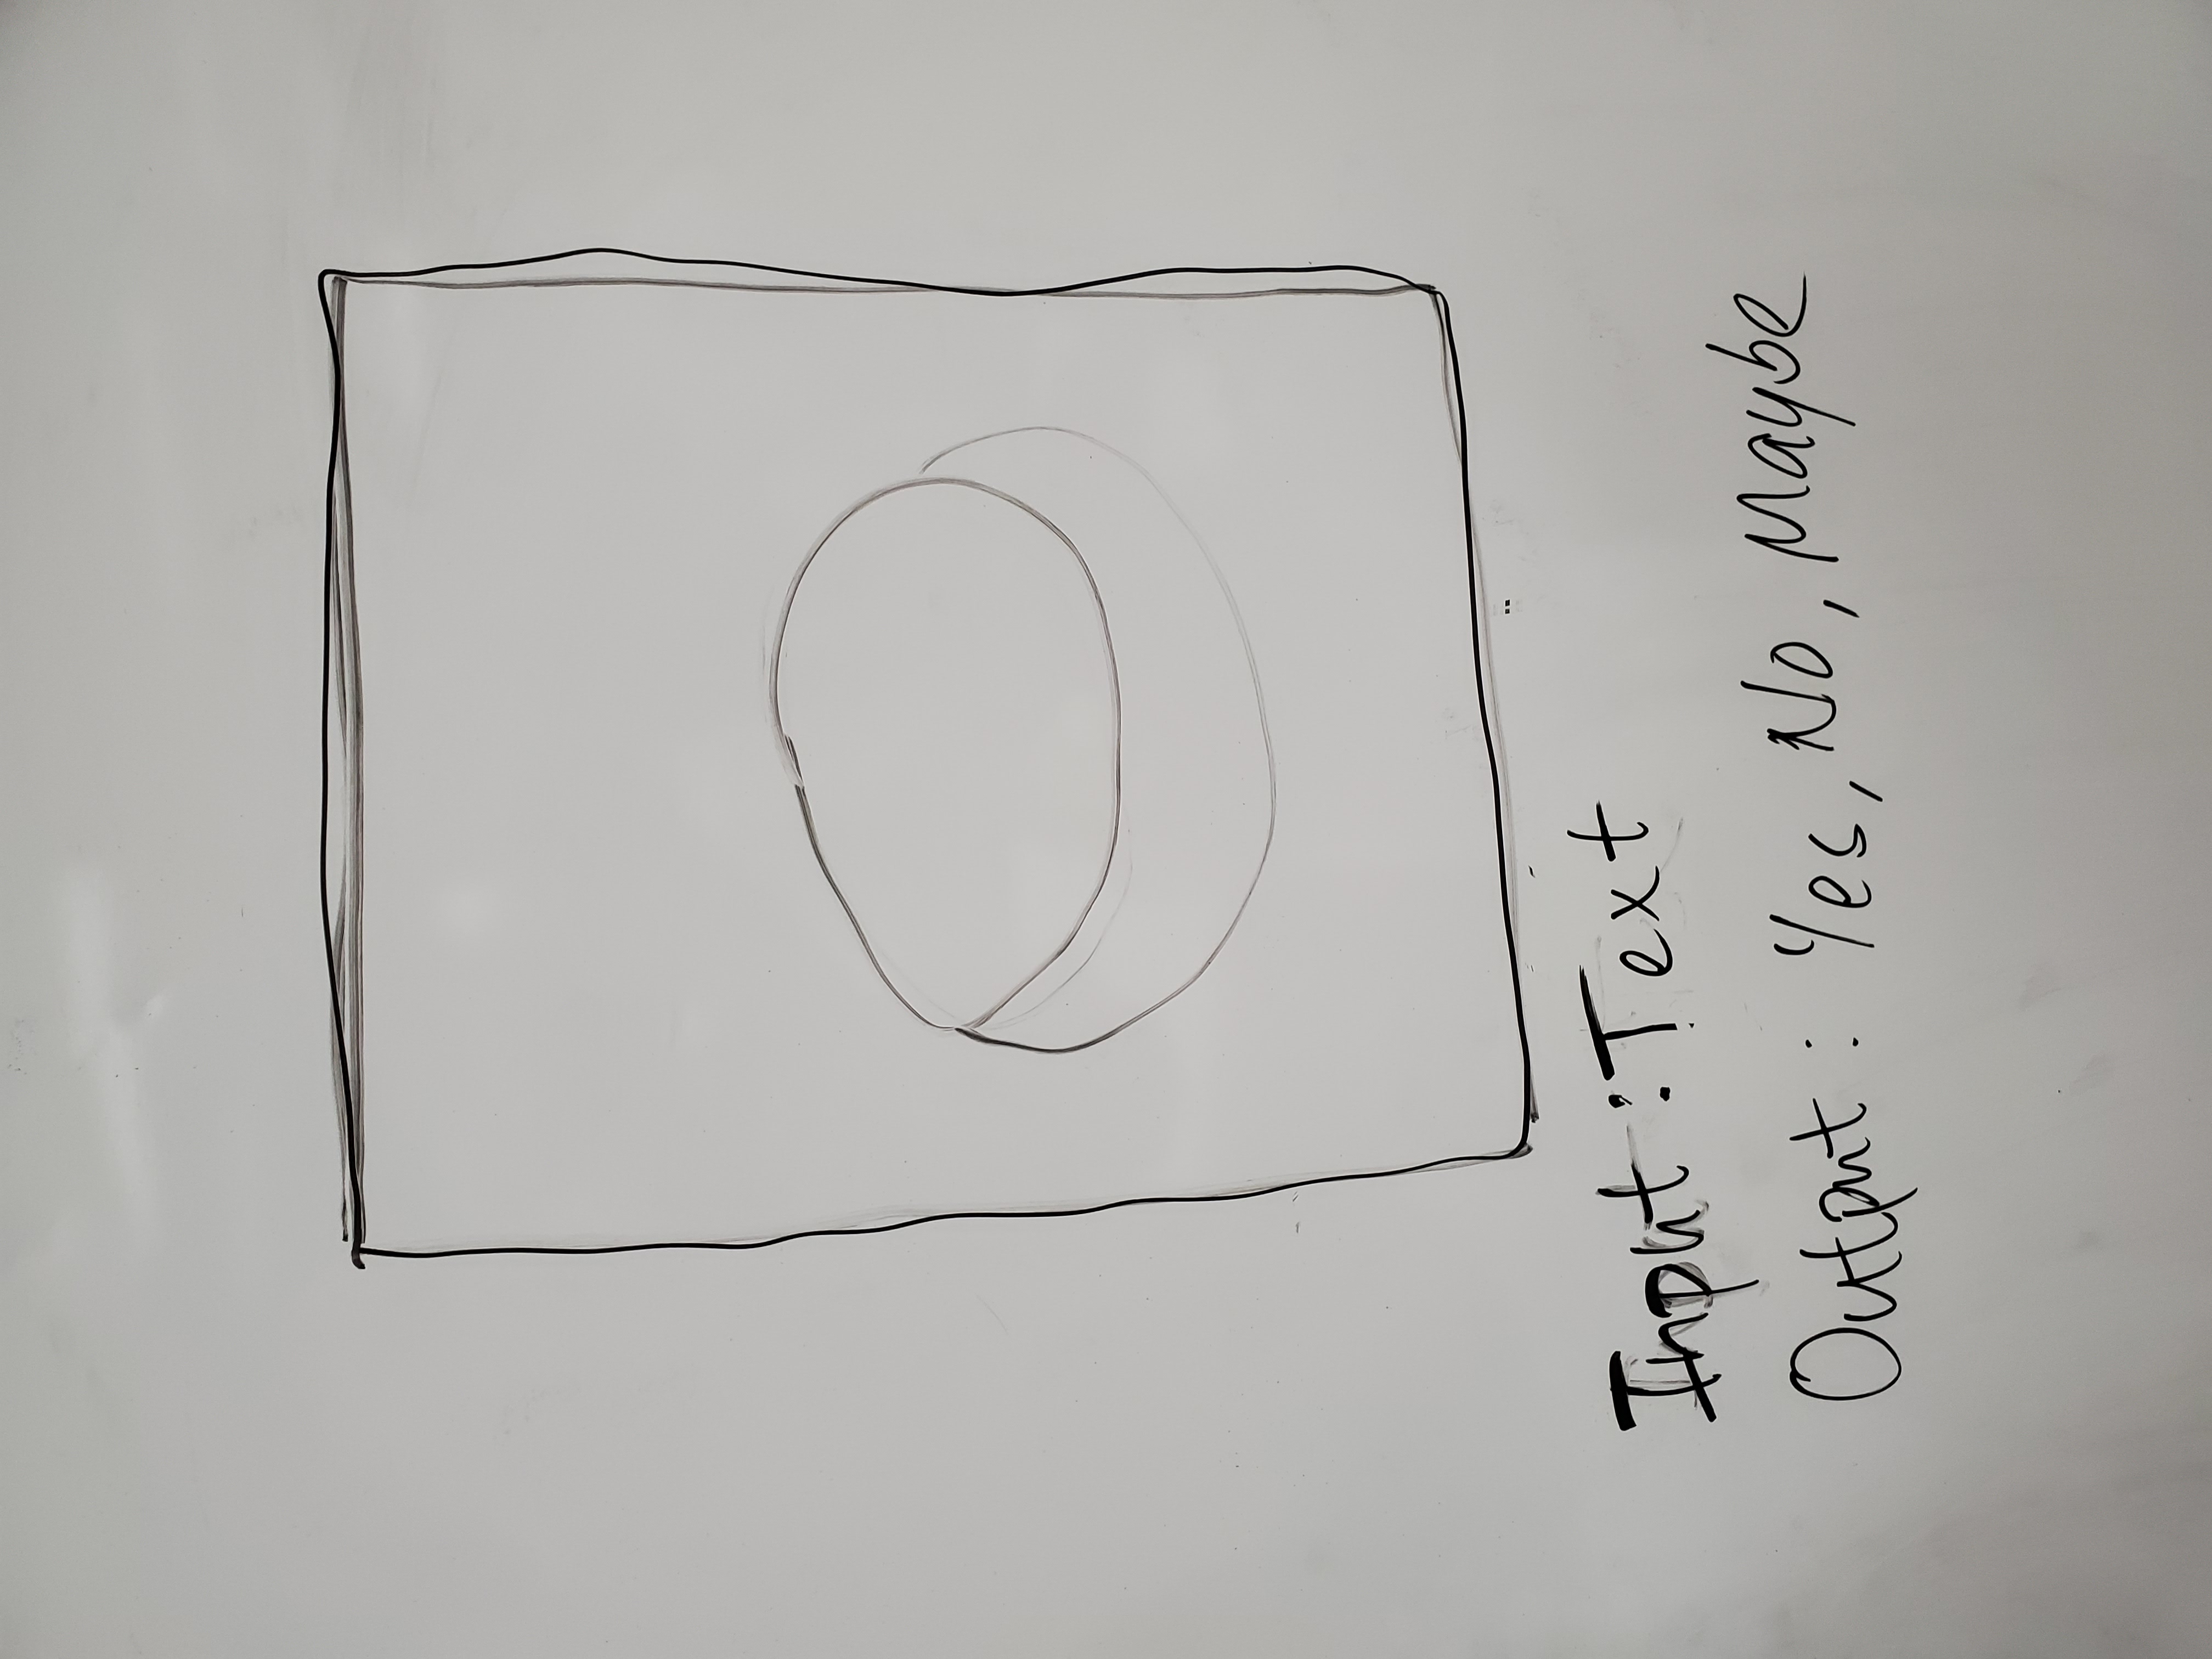 Input : Text
Output : Yes, No, Maybe